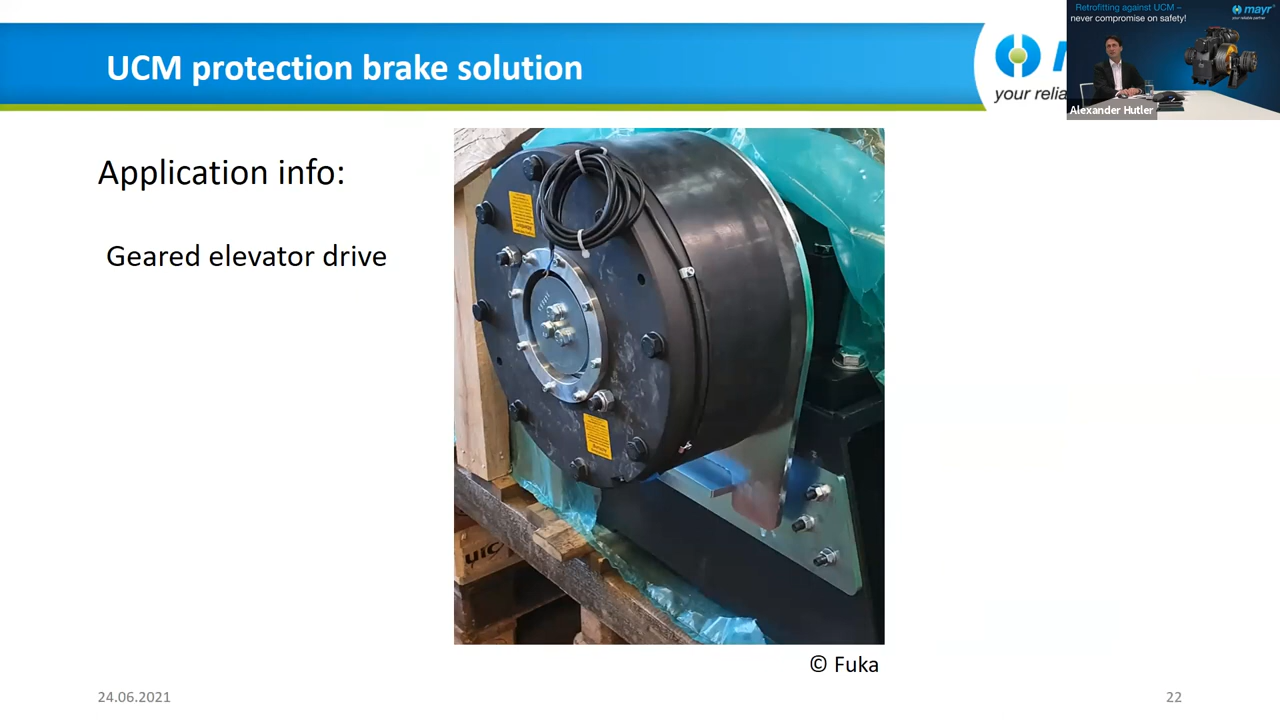 UCM protection brake solution
your relia
Retrofitting against UCM –
never compromise on safety!
mayr
your reliable partner
Alexander Hutler
Application info:
Geared elevator drive
© Fuka
24.06.2021
22